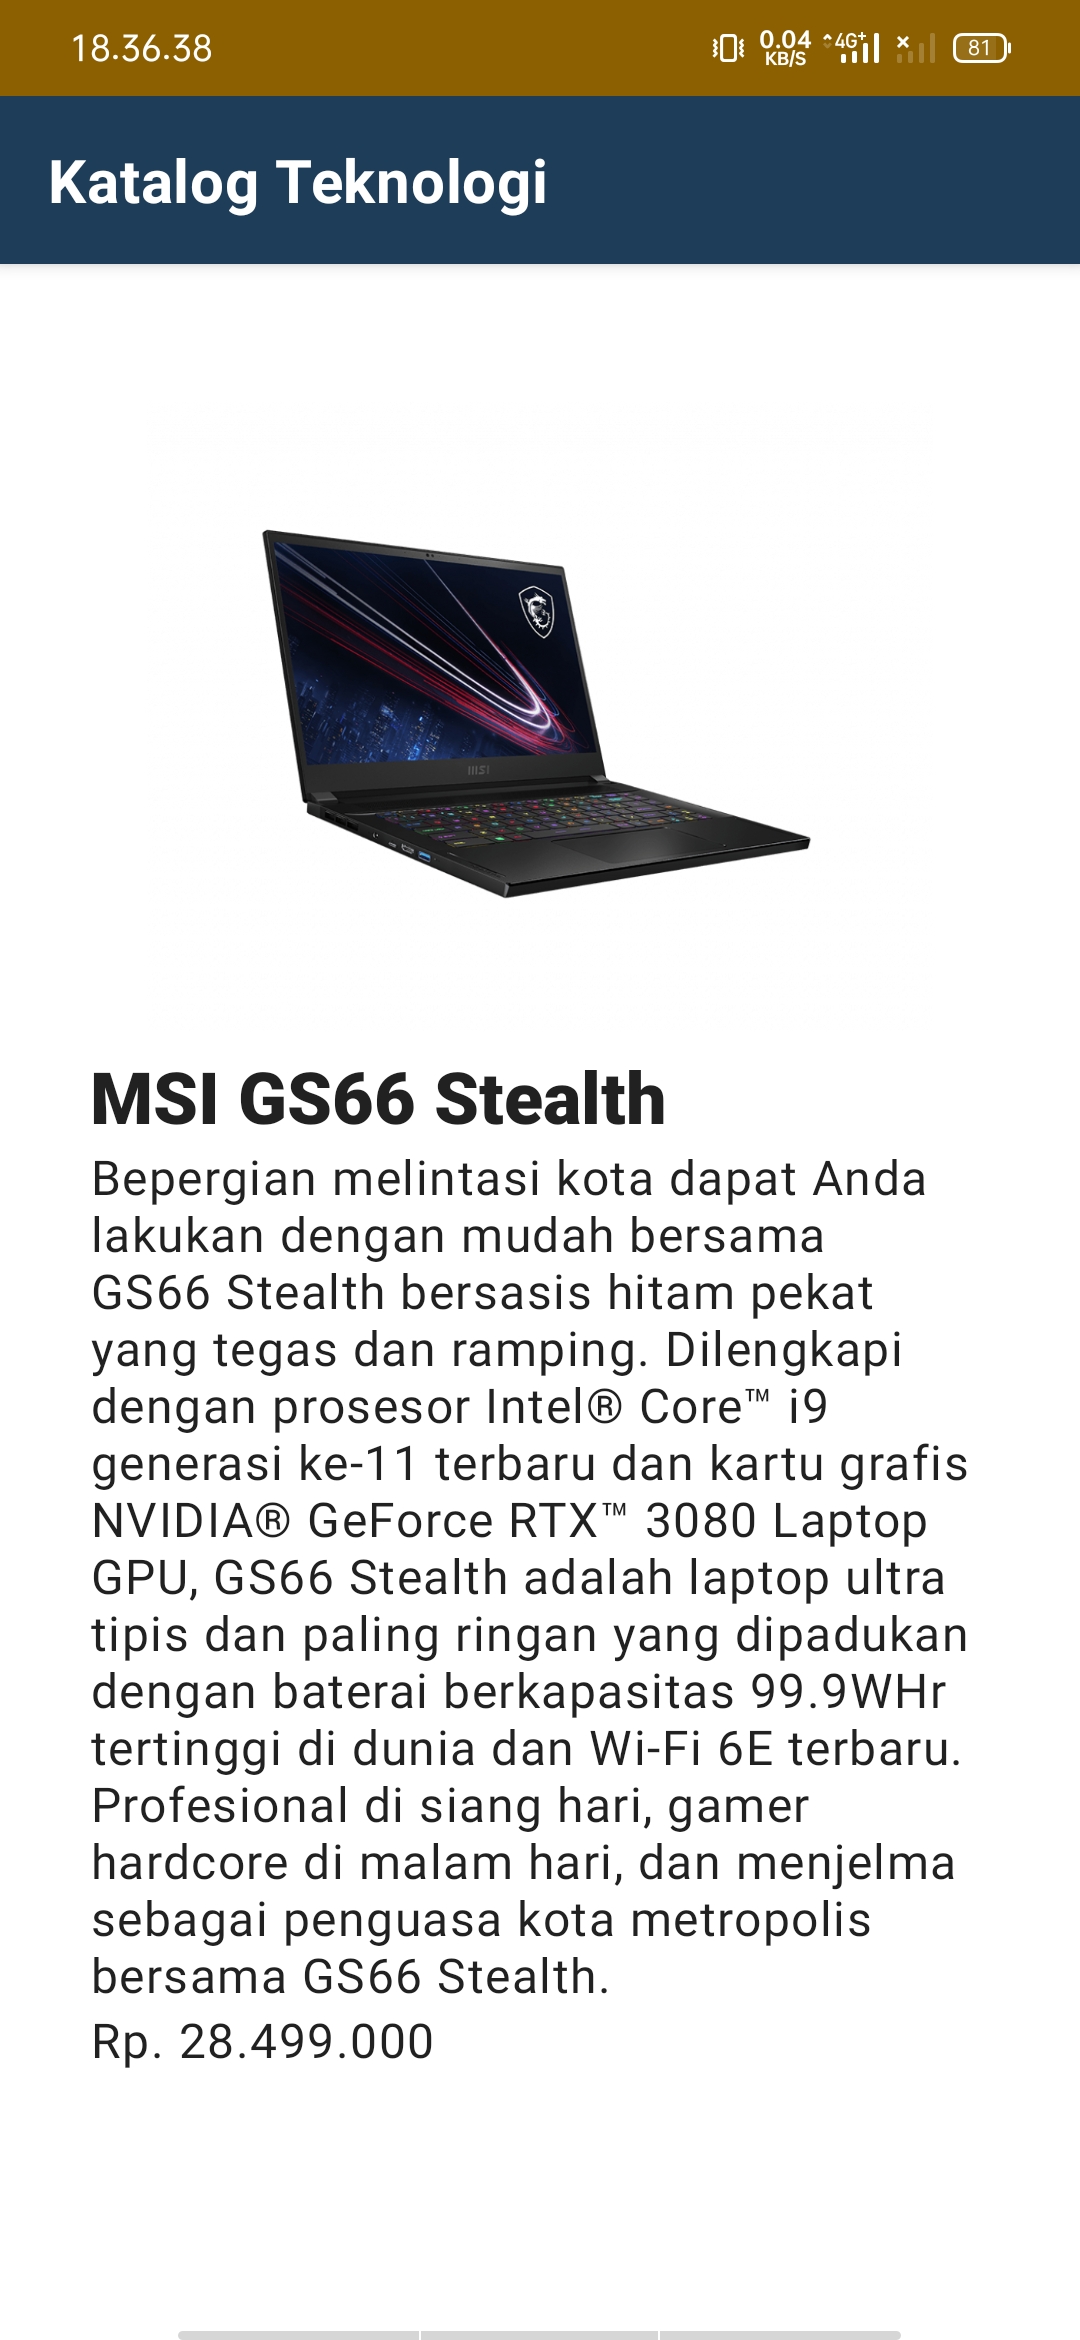 18.36.38
0.04
KB/S
4G+
81
Katalog Teknologi
msi
MSI GS66 Stealth
Bepergian melintasi kota dapat Anda
lakukan dengan mudah bersama
GS66 Stealth bersasis hitam pekat
yang tegas dan ramping. Dilengkapi
dengan prosesor Intel® Core™ i9
generasi ke-11 terbaru dan kartu grafis
NVIDIA® GeForce RTX™ 3080 Laptop
GPU, GS66 Stealth adalah laptop ultra
tipis dan paling ringan yang dipadukan
dengan baterai berkapasitas 99.9WHr
tertinggi di dunia dan Wi-Fi 6E terbaru.
Profesional di siang hari, gamer
hardcore di malam hari, dan menjelma
sebagai penguasa kota metropolis
bersama GS66 Stealth.
Rp. 28.499.000